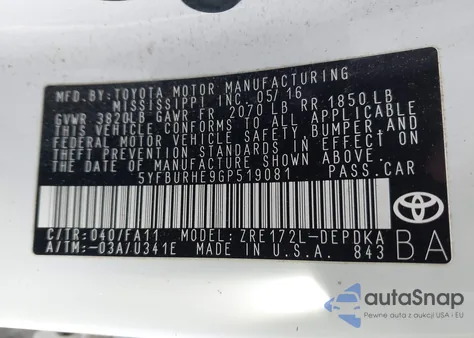 MFD.BY: TOYOTA MOTOR MANUFACTURING
MISSISSIPPI INC. 05/16
GVWR 3820LB GAWR FR 2070 LB RR 1850 LB
THIS VEHICLE CONFORMS TO ALL APPLICABLE
FEDERAL MOTOR VEHICLE SAFETY, BUMPER, AND
THEFT PREVENTION STANDARDS IN EFFECT ON
THE DATE OF MANUFACTURE SHOWN ABOVE.
5YFBURHE9GP519081 PASS.CAR
C/TR: 040/FA11 MODEL: ZRE172L-DEPDKA
A/TM: -03A/U341E MADE IN U.S.A. 843
BA
autoSnap
Pewne auta z USA i EU